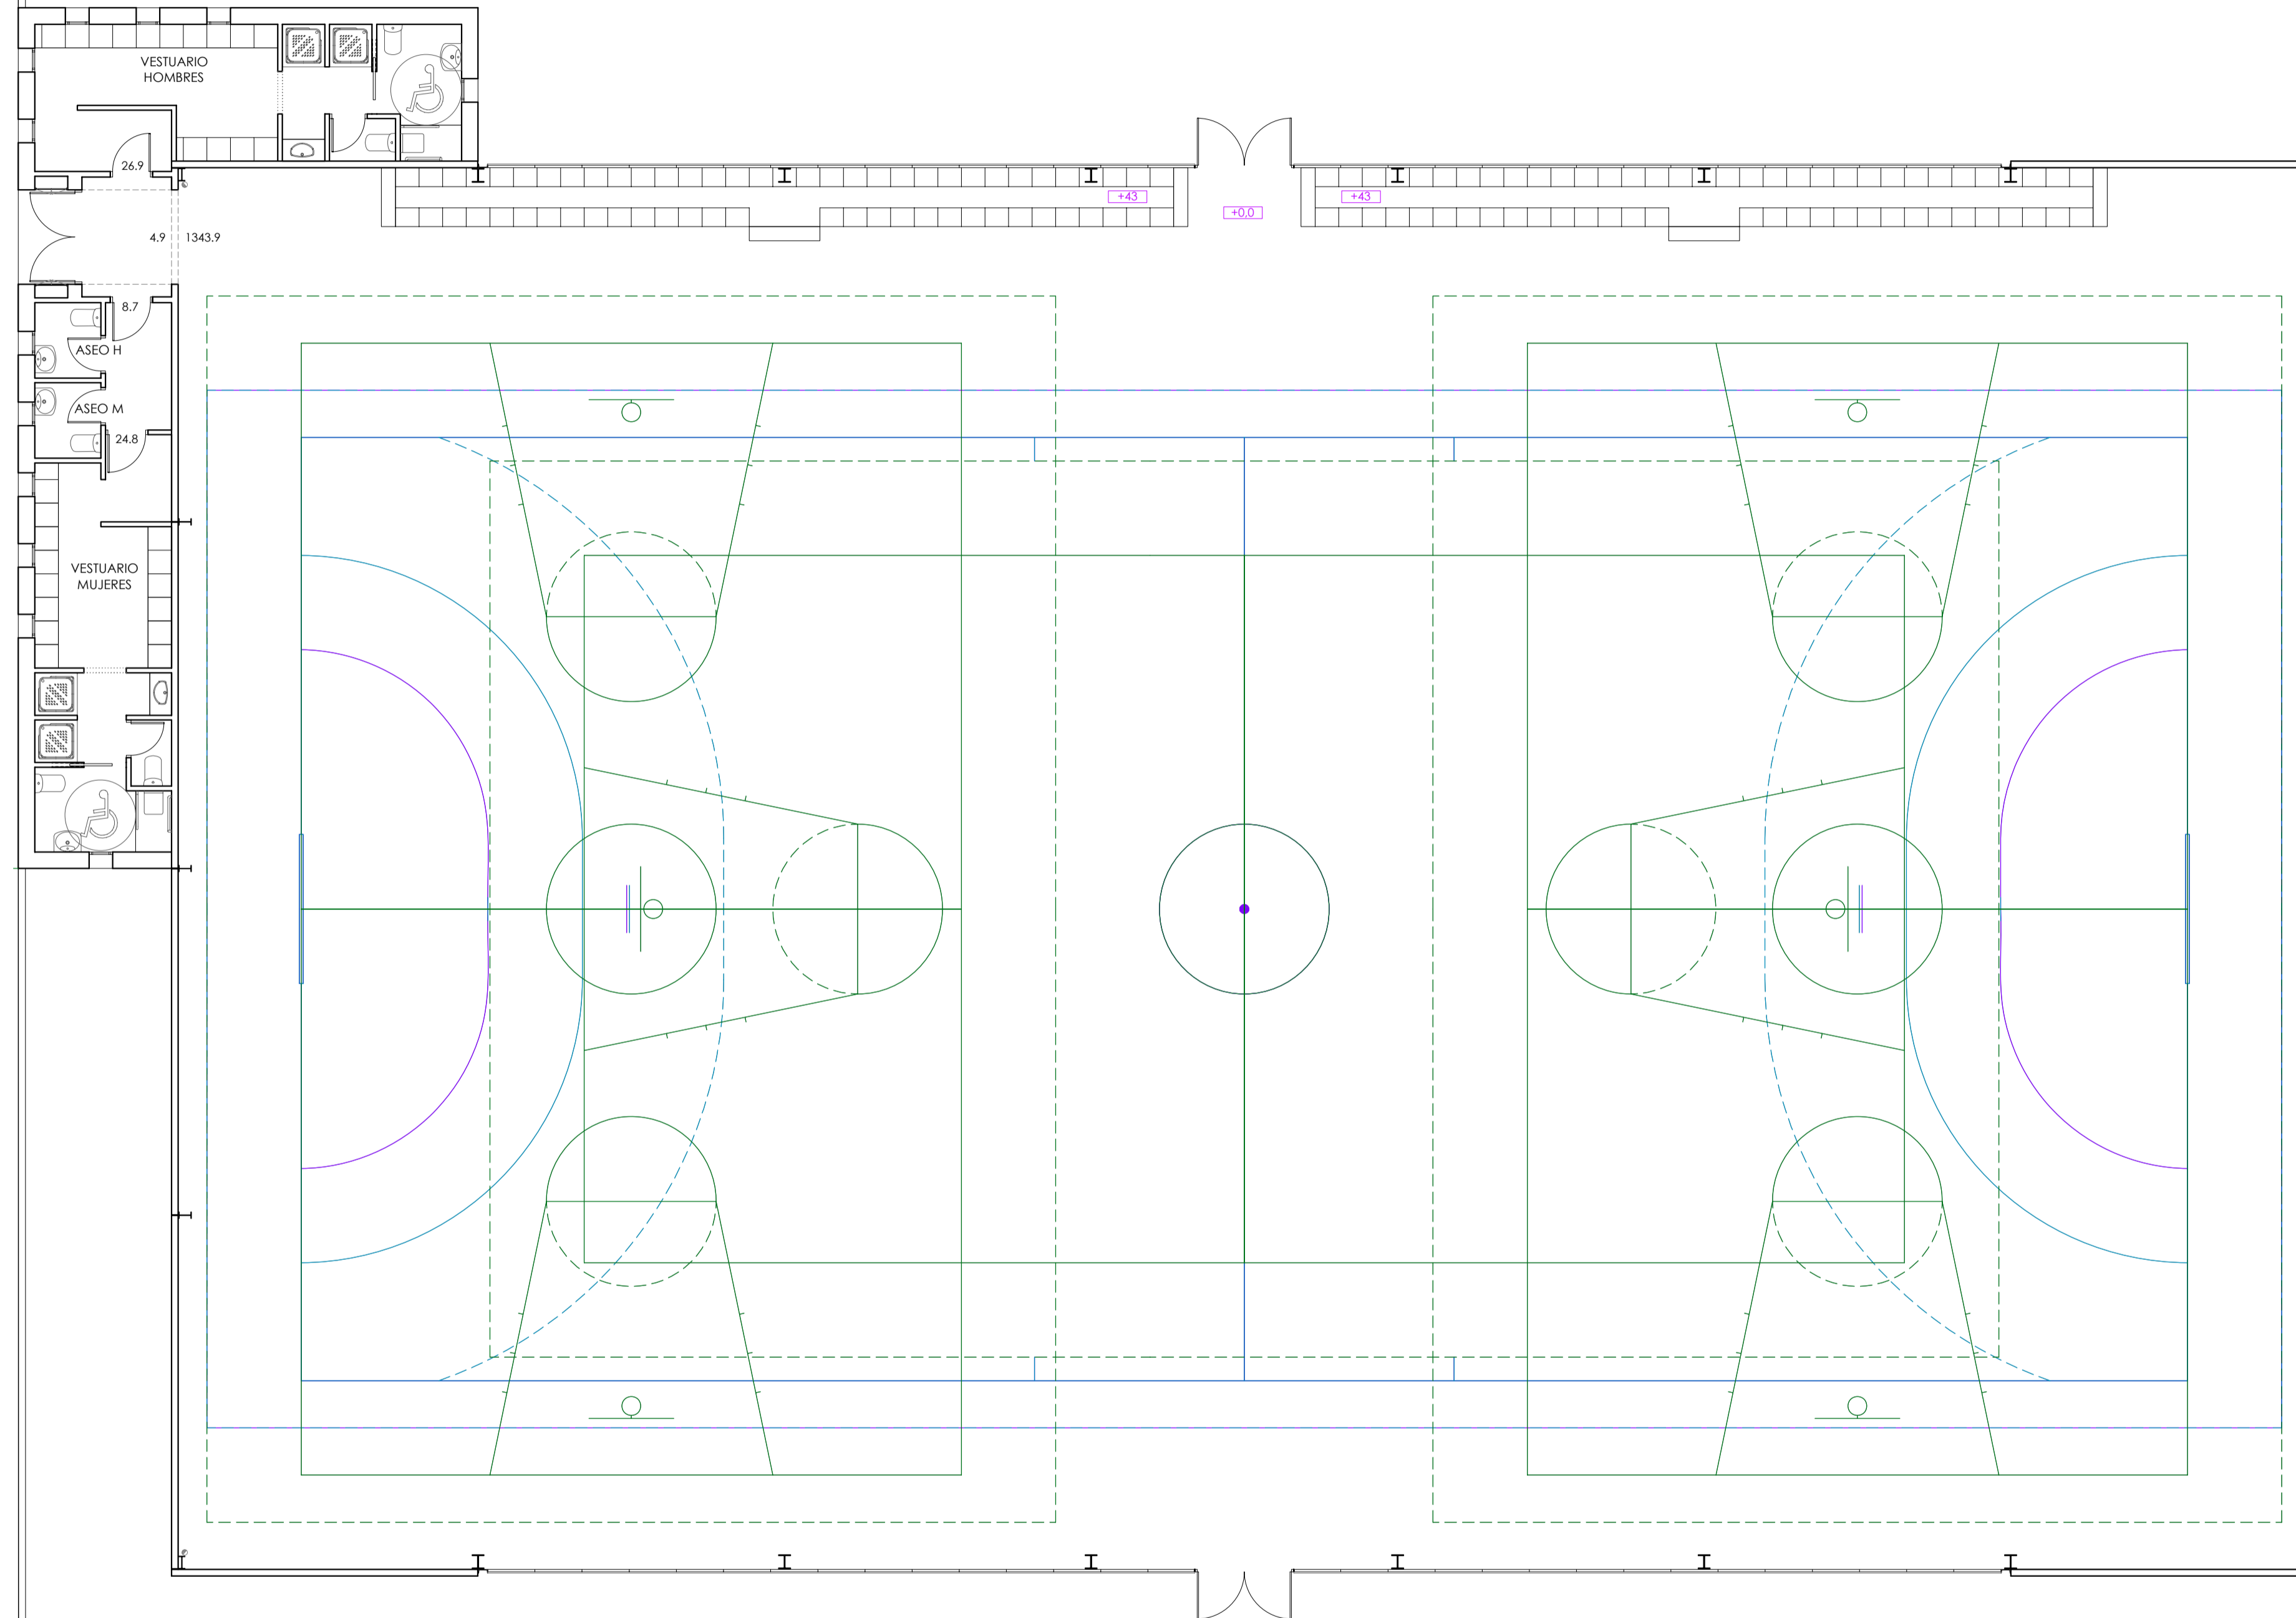 VESTUARIO
HOMBRES
26.9
+43
+43
+0,0
4.9
1343.9
8.7
ASEO H
ASEO M
24.8
VESTUARIO
MUJERES